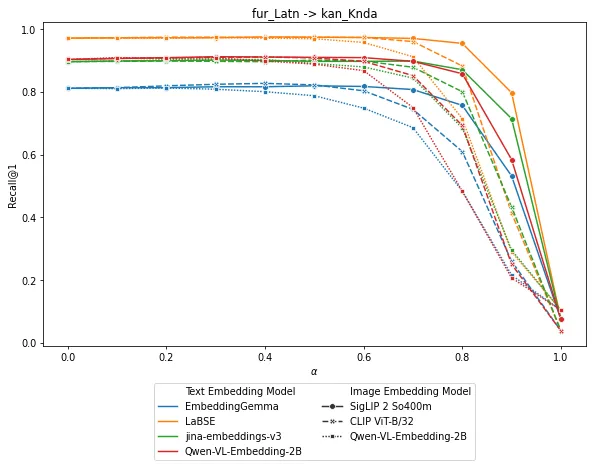 fur_Latn -> kan_Knda
1.0
0.8
0.6
0.4
0.2
0.0
Recall@1
0.0 0.2 0.4 0.6 0.8 1.0
α
Text Embedding Model Image Embedding Model
EmbeddingGemma SigLIP 2 So400m
LaBSE CLIP ViT-B/32
jina-embeddings-v3 Qwen-VL-Embedding-2B
Qwen-VL-Embedding-2B